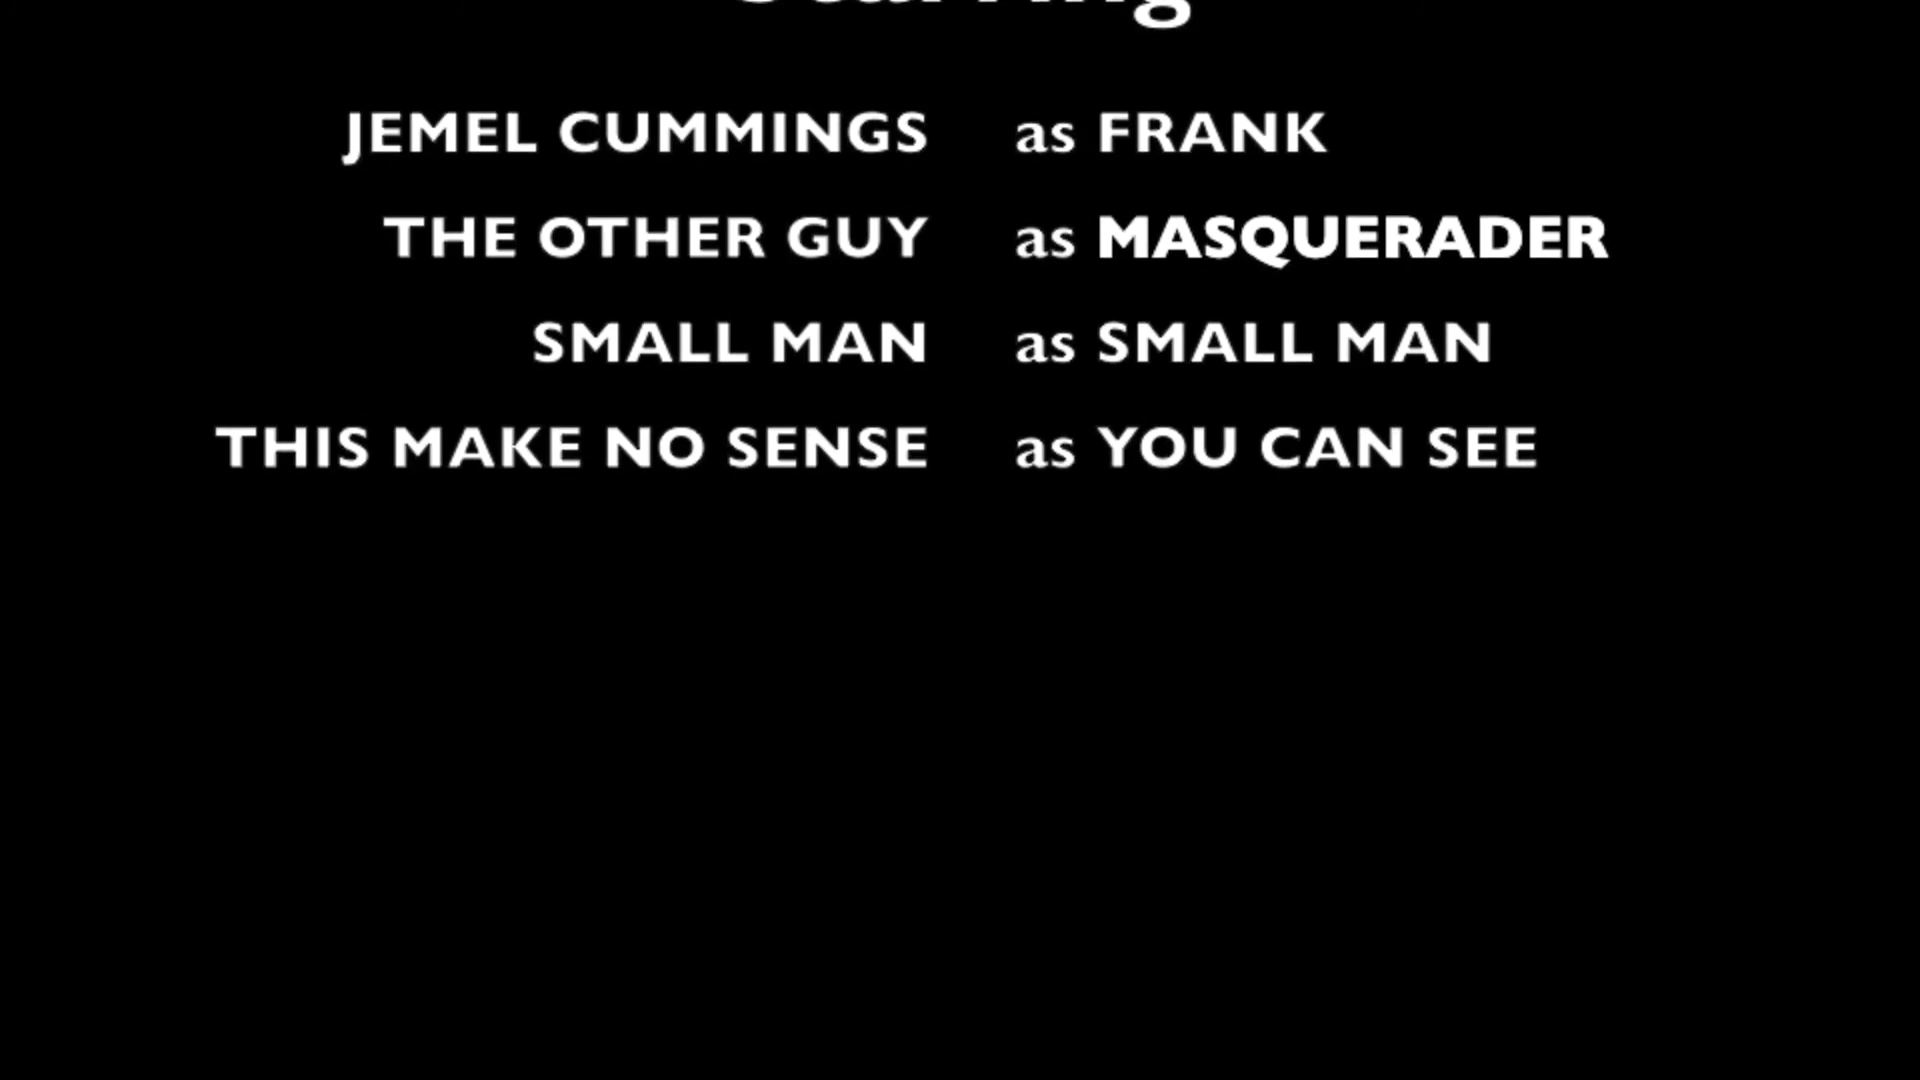 Starring
JEMEL CUMMINGS as FRANK
THE OTHER GUY as MASQUERADER
SMALL MAN as SMALL MAN
THIS MAKE NO SENSE as YOU CAN SEE